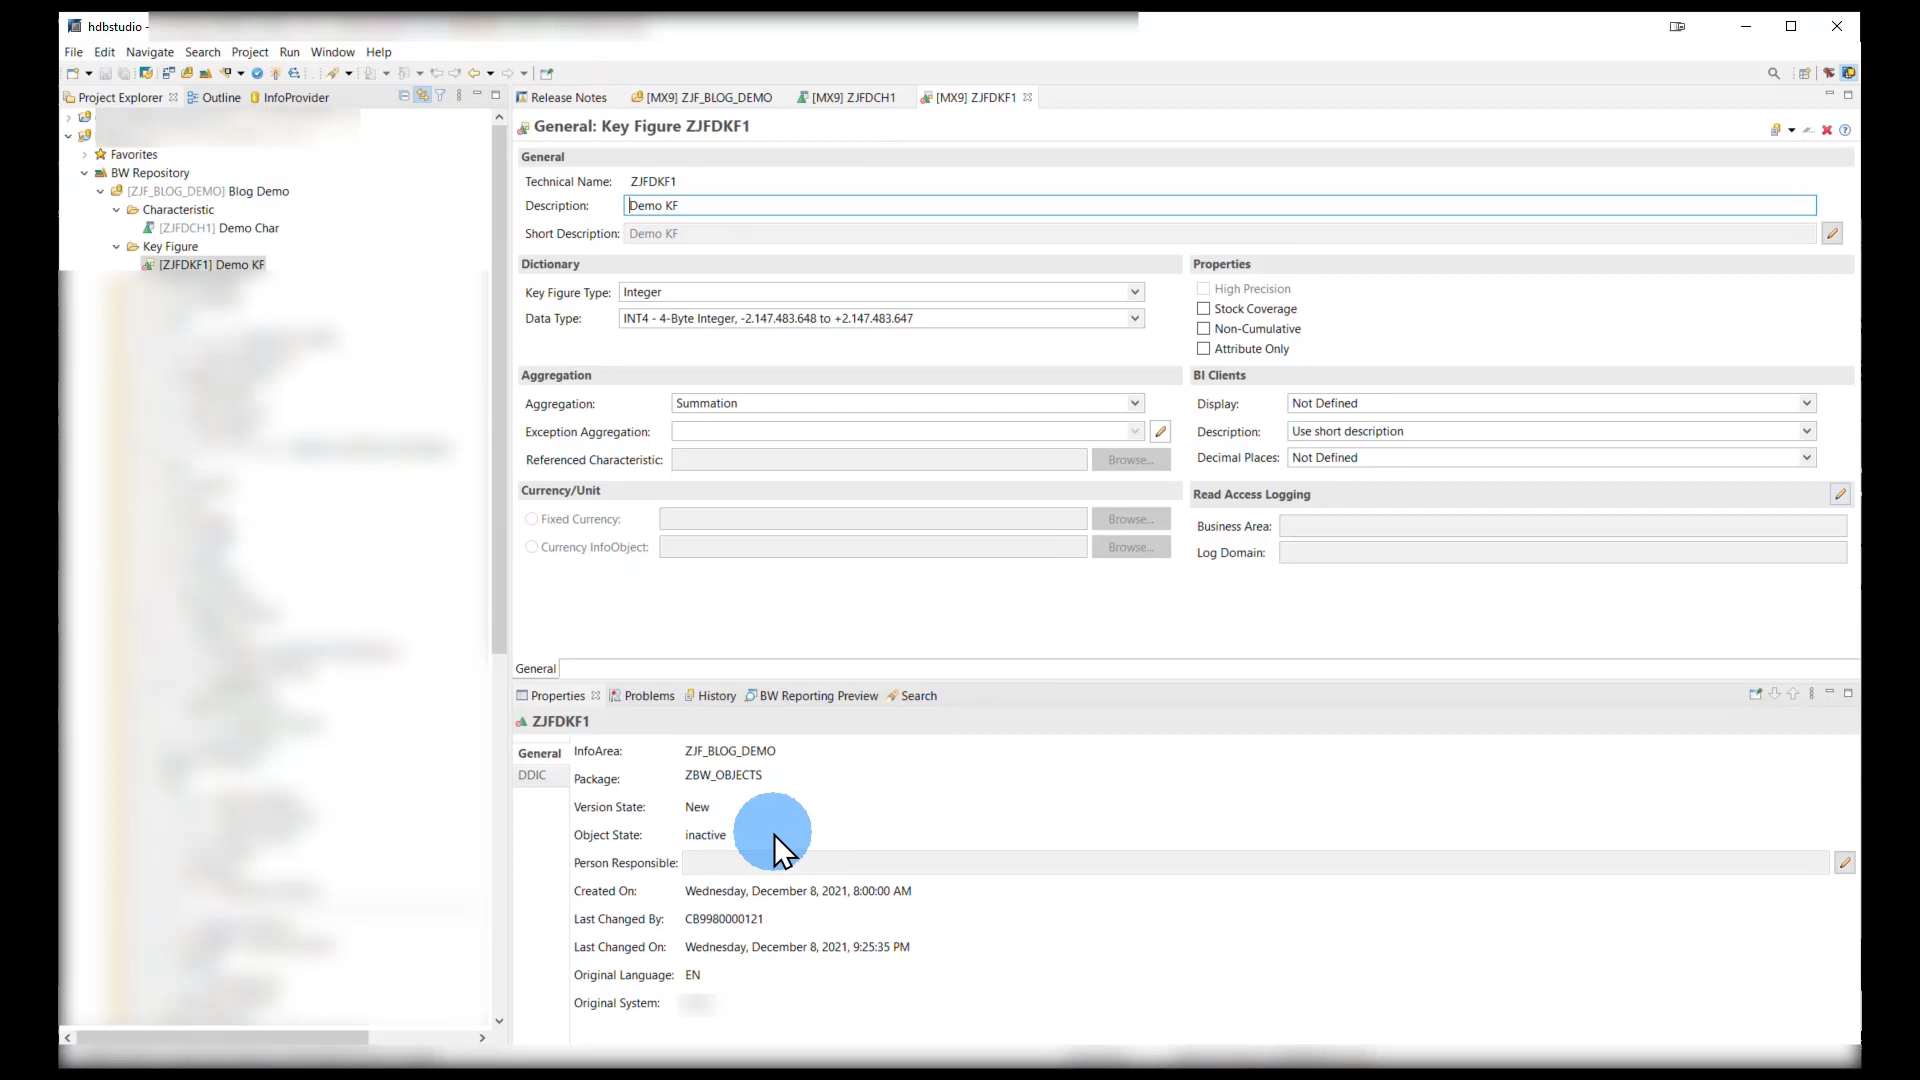 hdbstudio -
File Edit Navigate Search Project Run Window Help
Project Explorer Outline InfoProvider
Favorites
BW Repository
[ZJF_BLOG_DEMO] Blog Demo
Characteristic
[ZJFDCH1] Demo Char
Key Figure
[ZJFDKF1] Demo KF
Release Notes [MX9] ZJF_BLOG_DEMO [MX9] ZJFDCH1 [MX9] ZJFDKF1
General: Key Figure ZJFDKF1
General
Technical Name: ZJFDKF1
Description: Demo KF
Short Description: Demo KF
Dictionary
Key Figure Type: Integer
Data Type: INT4 - 4-Byte Integer, -2.147.483.648 to +2.147.483.647
Properties
High Precision
Stock Coverage
Non-Cumulative
Attribute Only
Aggregation
Aggregation: Summation
Exception Aggregation:
Referenced Characteristic: Browse...
BI Clients
Display: Not Defined
Description: Use short description
Decimal Places: Not Defined
Currency/Unit
Fixed Currency: Browse...
Currency InfoObject: Browse...
Read Access Logging
Business Area:
Log Domain:
General
Properties Problems History BW Reporting Preview Search
ZJFDKF1
General
DDIC
InfoArea: ZJF_BLOG_DEMO
Package: ZBW_OBJECTS
Version State: New
Object State: inactive
Person Responsible:
Created On: Wednesday, December 8, 2021, 8:00:00 AM
Last Changed By: CB9980000121
Last Changed On: Wednesday, December 8, 2021, 9:25:35 PM
Original Language: EN
Original System: